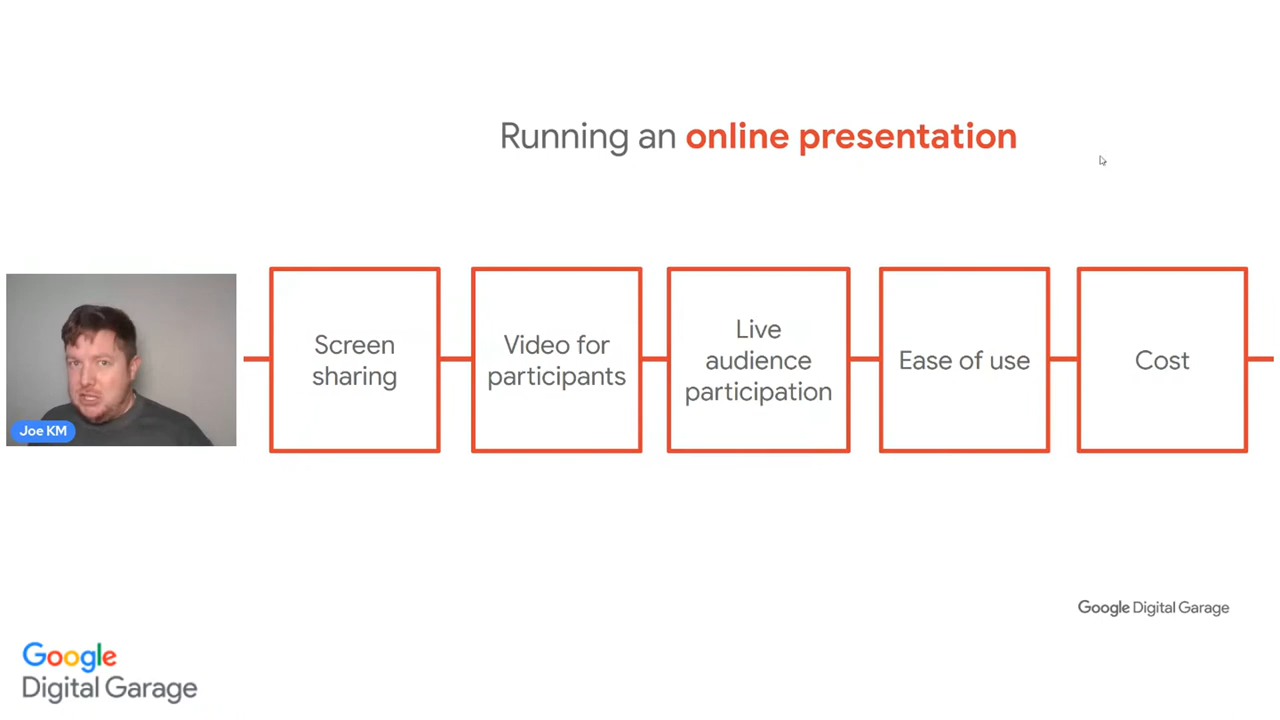 Running an online presentation
Screen
sharing
Video for
participants
Live
audience
participation
Ease of use
Cost
Joe KM
Google Digital Garage
Google
Digital Garage